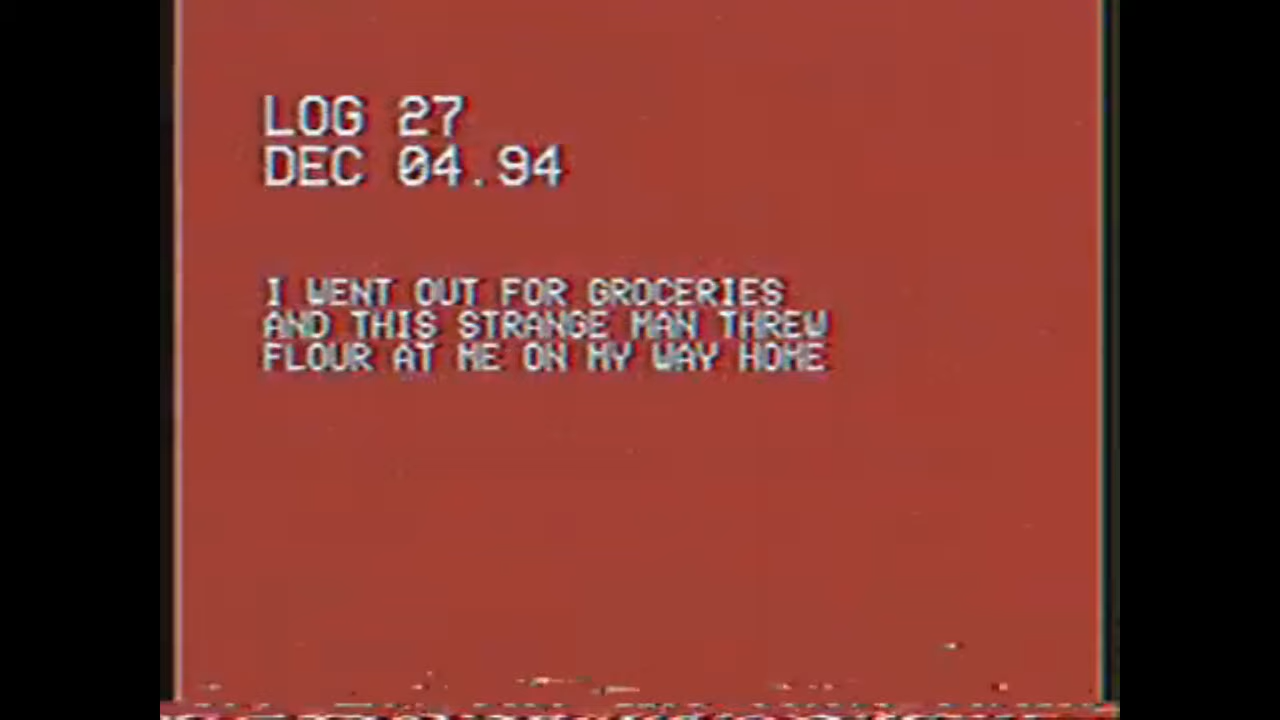 LOG 27
DEC 04.94
I WENT OUT FOR GROCERIES
AND THIS STRANGE MAN THREW
FLOUR AT ME ON MY WAY HOME